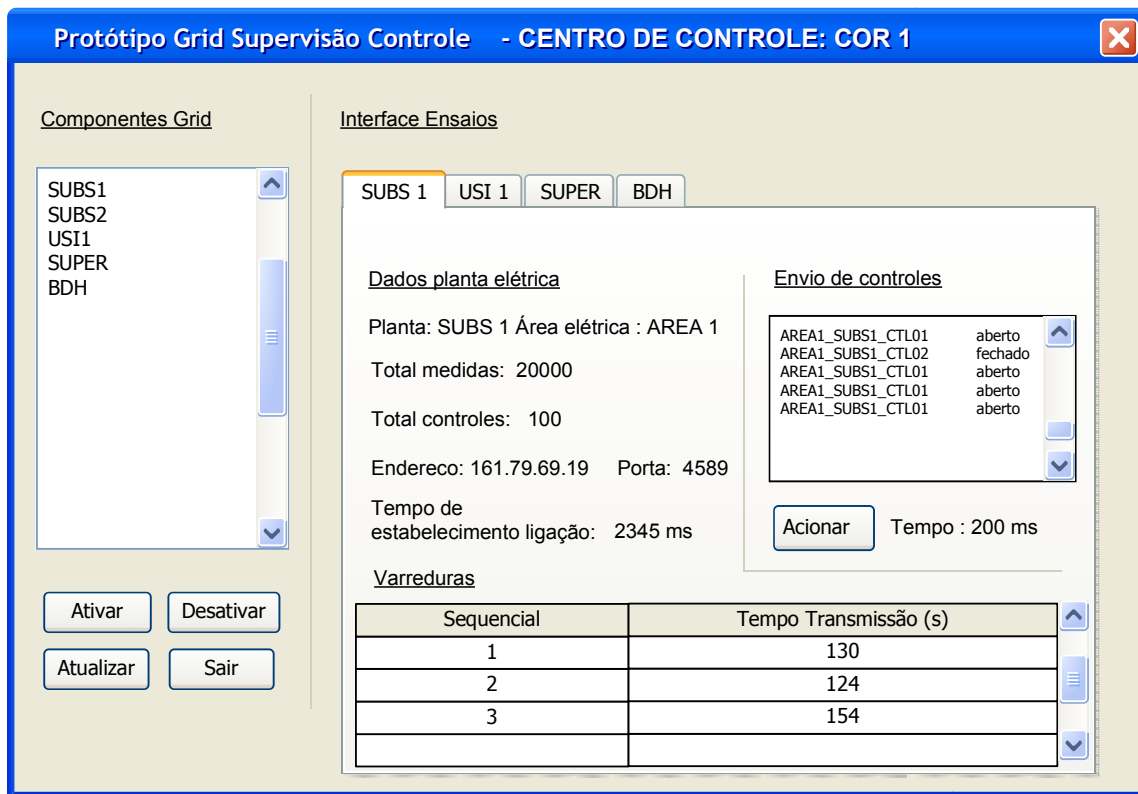 Protótipo Grid Supervisão Controle - CENTRO DE CONTROLE: COR 1
Componentes Grid
SUBS1
SUBS2
USI1
SUPER
BDH
Ativar
Desativar
Atualizar
Sair
Interface Ensaios
SUBS 1
USI 1
SUPER
BDH
Dados planta elétrica
Planta: SUBS 1 Área elétrica : AREA 1
Total medidas: 20000
Total controles: 100
Endereco: 161.79.69.19 Porta: 4589
Tempo de
estabelecimento ligação: 2345 ms
Envio de controles
AREA1_SUBS1_CTL01 aberto
AREA1_SUBS1_CTL02 fechado
AREA1_SUBS1_CTL01 aberto
AREA1_SUBS1_CTL01 aberto
AREA1_SUBS1_CTL01 aberto
Acionar
Tempo : 200 ms
Varreduras
Sequencial Tempo Transmissão (s)
1 130
2 124
3 154